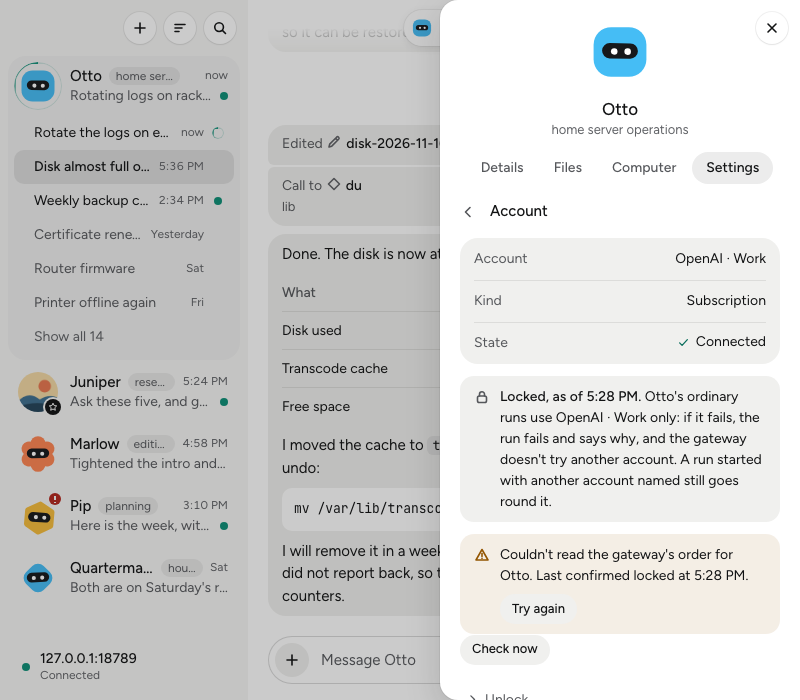 Otto home ser... now
Rotating logs on rack...
Rotate the logs on e... now
Disk almost full o... 5:36 PM
Weekly backup c... 2:34 PM
Certificate rene... Yesterday
Router firmware Sat
Printer offline again Fri
Show all 14
Juniper rese... 5:24 PM
Ask these five, and g...
Marlow editi... 4:58 PM
Tightened the intro and...
Pip planning 3:10 PM
Here is the week, wit...
Quarterma... hou... Sat
Both are on Saturday's r...
127.0.0.1:18789
Connected
so it can be restor
Edited disk-2026-11-1
Call to du
lib
Done. The disk is now at
What
Disk used
Transcode cache
Free space
I moved the cache to
undo:
mv /var/lib/transco
I will remove it in a week
did not report back, so t
counters.
Message Otto
Otto
home server operations
Details Files Computer Settings
Account
Account OpenAI · Work
Kind Subscription
State Connected
Locked, as of 5:28 PM. Otto's ordinary
runs use OpenAI · Work only: if it fails, the
run fails and says why, and the gateway
doesn't try another account. A run started
with another account named still goes
round it.
Couldn't read the gateway's order for
Otto. Last confirmed locked at 5:28 PM.
Try again
Check now
Unlock